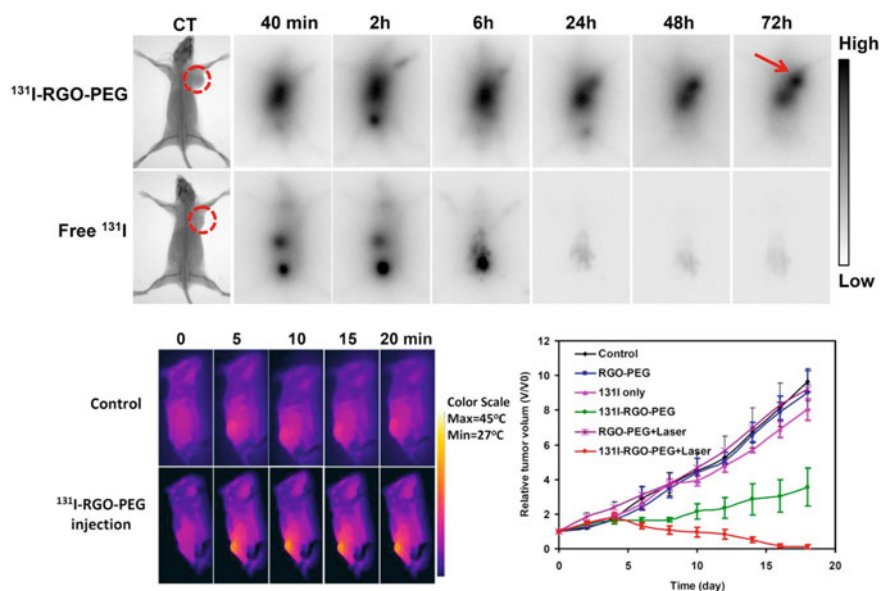 CT 40 min 2h 6h 24h 48h 72h
High
¹³¹I-RGO-PEG
Free ¹³¹I
Low
0 5 10 15 20 min
Control
Color Scale
Max=45°C
Min=27°C
¹³¹I-RGO-PEG
injection
Relative tumor volum (V/V0)
12
10
8
6
4
2
0
Control
RGO-PEG
131I only
131I-RGO-PEG
RGO-PEG+Laser
131I-RGO-PEG+Laser
0 5 10 15 20
Time (day)